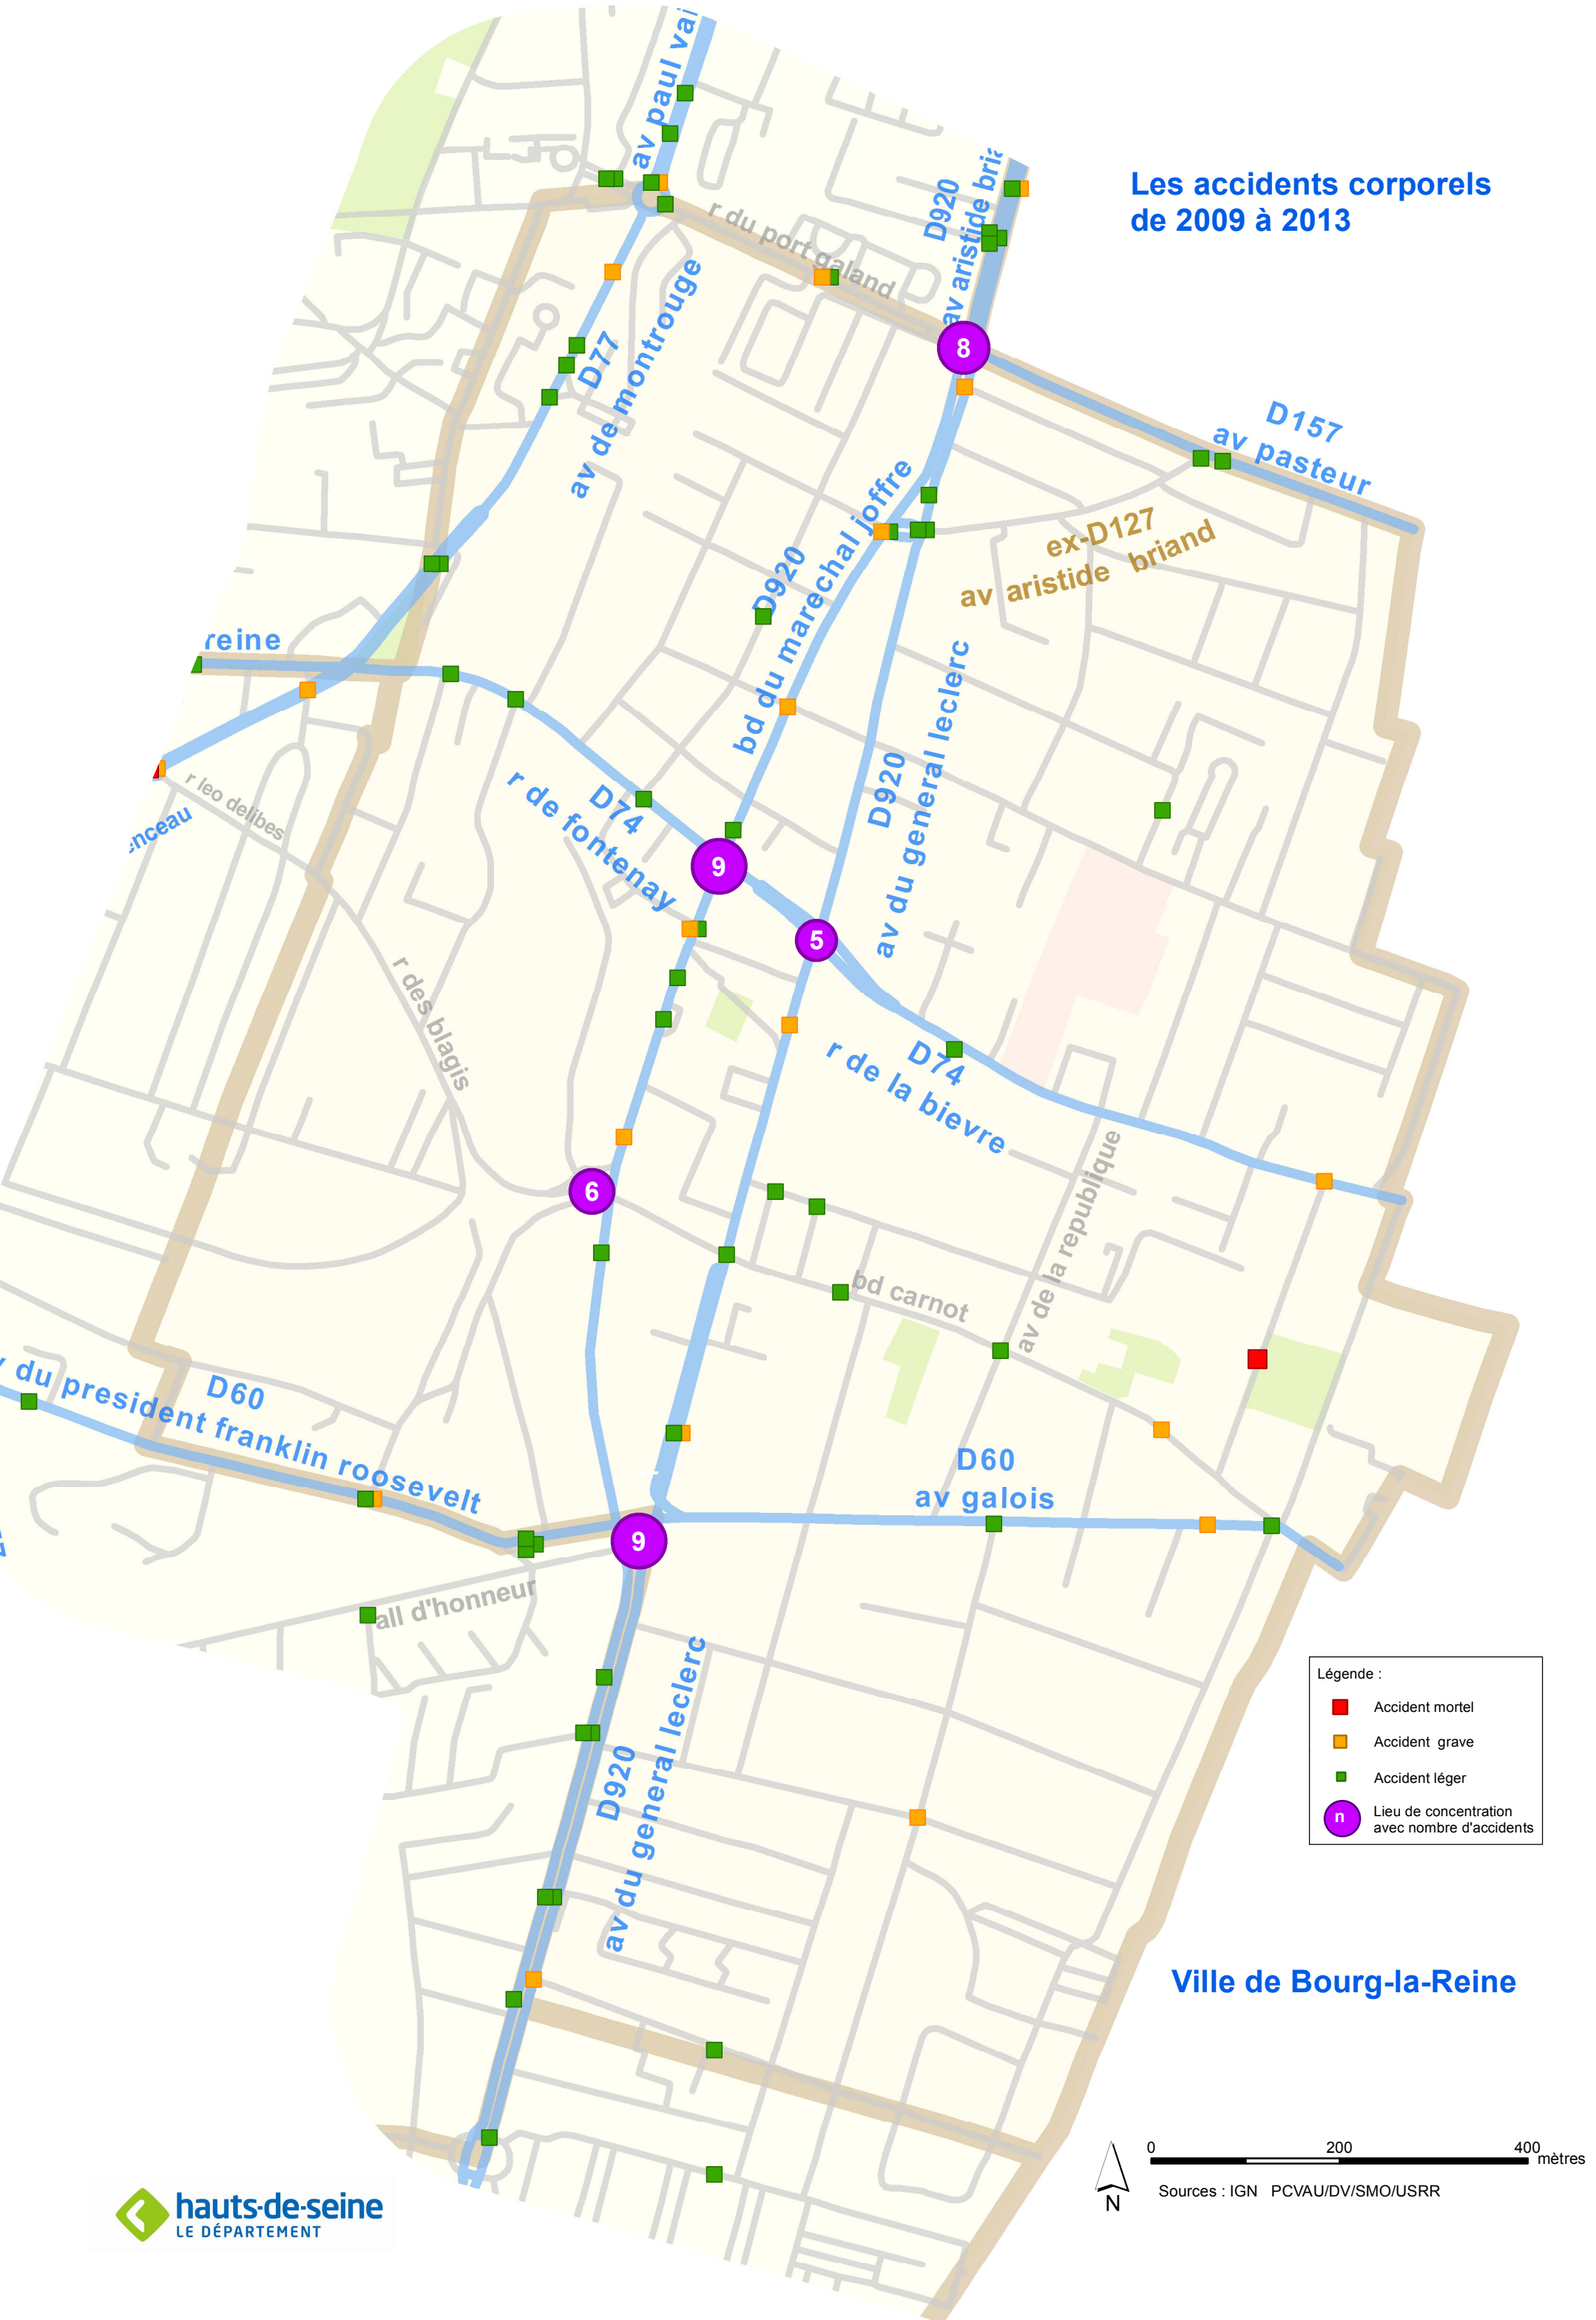 av paul vai
Les accidents corporels
de 2009 à 2013
D920
av aristide bria
r du port galand
8
D77
av de montrouge
D157
av pasteur
ex-D127
av aristide briand
D920
bd du marechal joffre
reine
D920
av du general leclerc
r leo delibes
enceau
D74
r de fontenay
9
5
r des blagis
D74
r de la bievre
6
av de la republique
bd carnot
D60
v du president franklin roosevelt
D60
av galois
9
all d'honneur
D920
av du general leclerc
Légende :
Accident mortel
Accident grave
Accident léger
n
Lieu de concentration
avec nombre d'accidents
Ville de Bourg-la-Reine
0 200 400
mètres
N
Sources : IGN PCVAU/DV/SMO/USRR
hauts-de-seine
LE DÉPARTEMENT